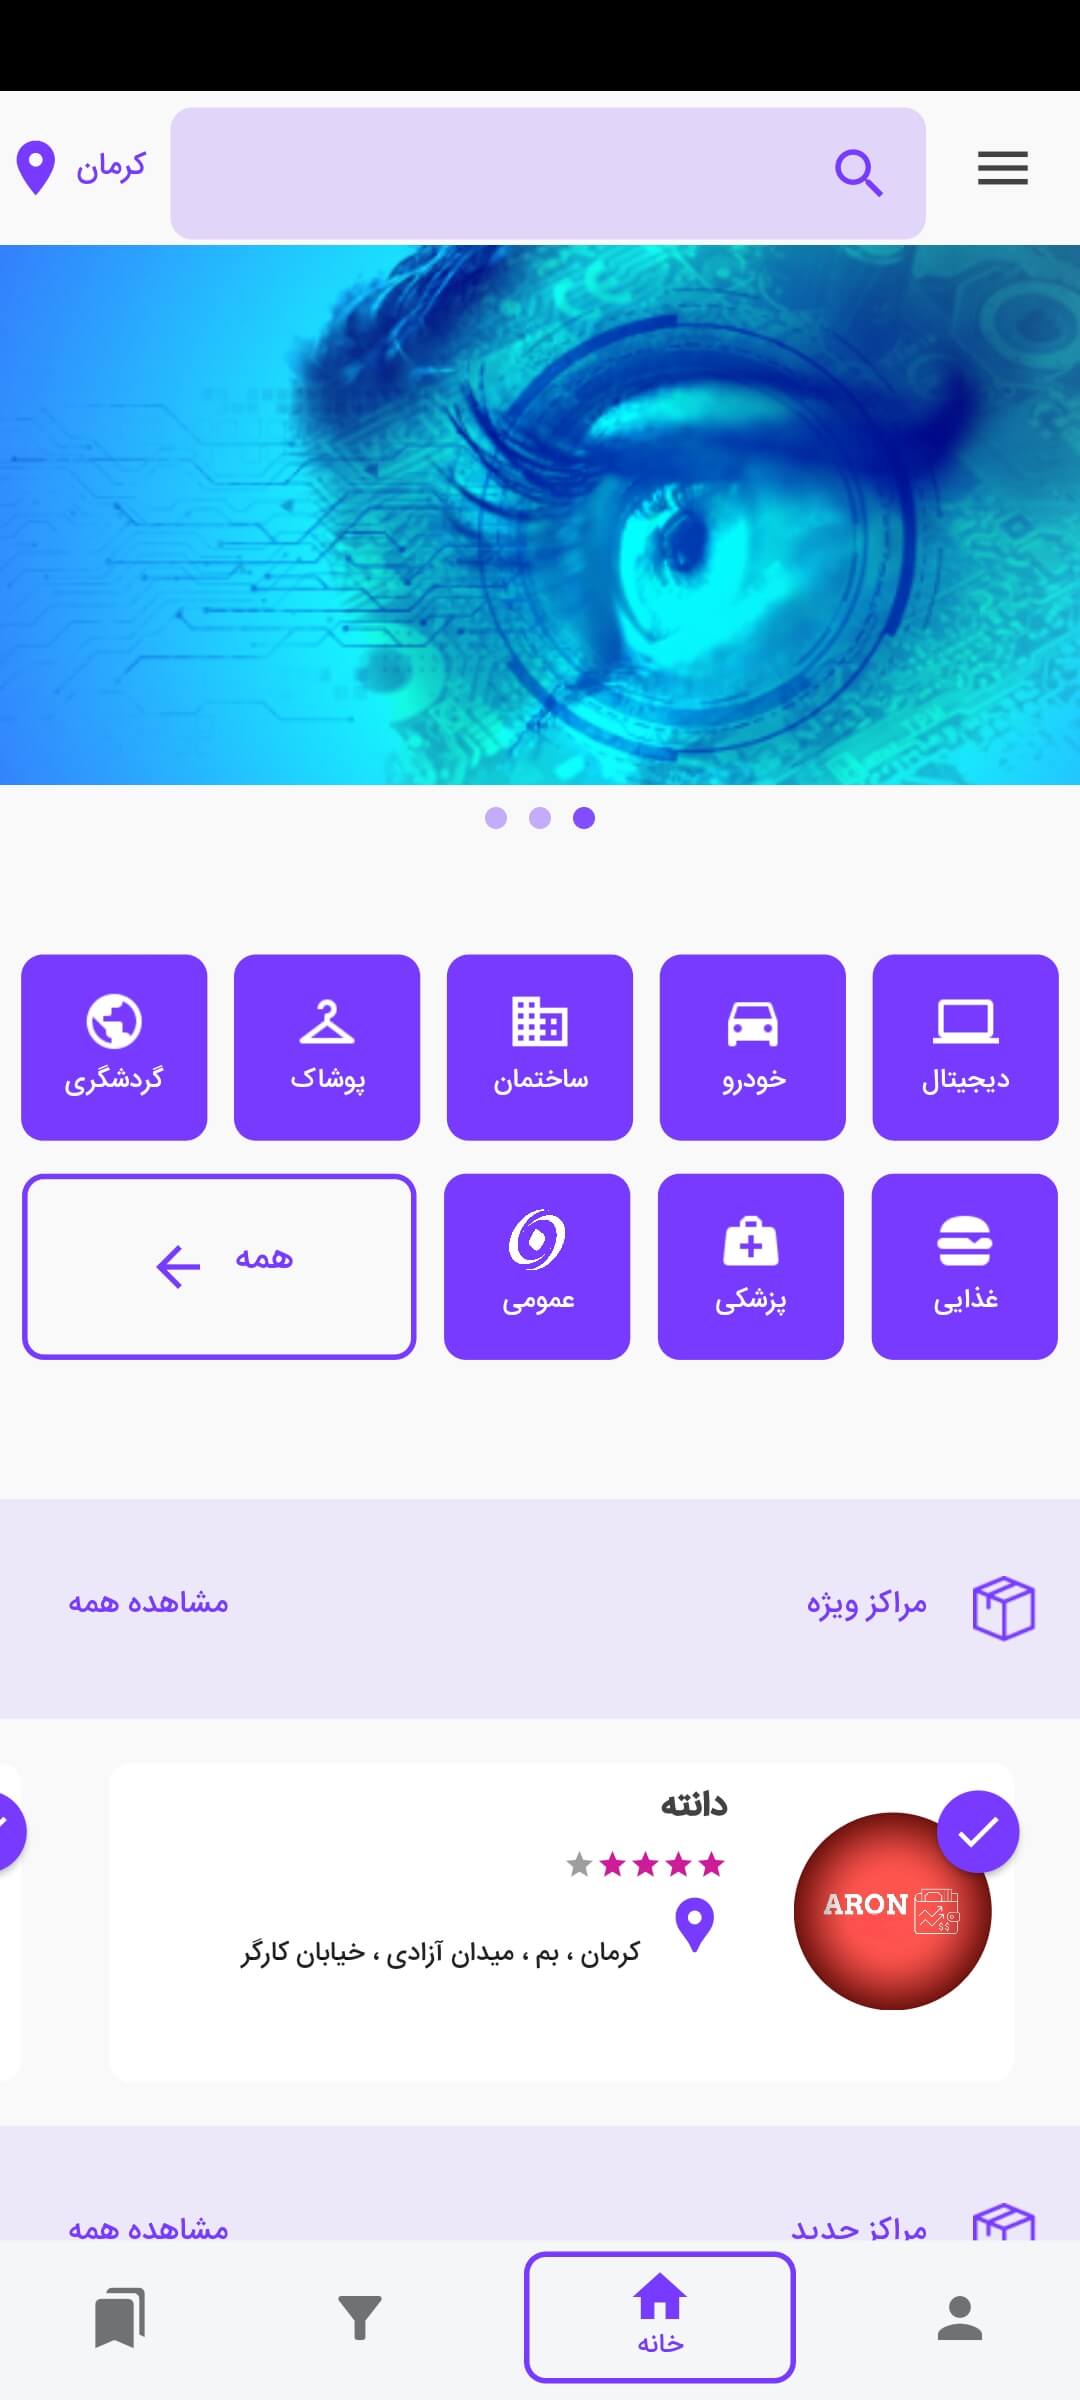 کرمان
دیجیتال
خودرو
ساختمان
پوشاک
گردشگری
غذایی
پزشکی
عمومی
همه
مراکز ویژه
مشاهده همه
دانته
ARON
$$
کرمان ، بم ، میدان آزادی ، خیابان کارگر
مراکز جدید
مشاهده همه
خانه